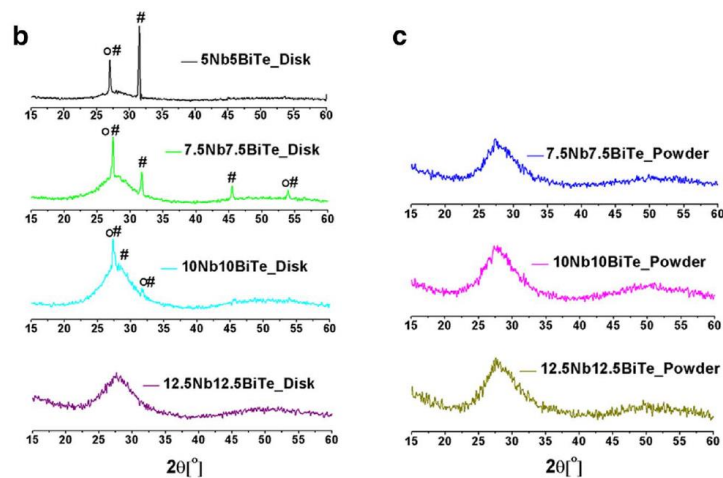 b
o# #
5Nb5BiTe_Disk
15 20 25 30 35 40 45 50 55 60
o# # # o#
7.5Nb7.5BiTe_Disk
15 20 25 30 35 40 45 50 55 60
o# # o#
10Nb10BiTe_Disk
15 20 25 30 35 40 45 50 55 60
12.5Nb12.5BiTe_Disk
15 20 25 30 35 40 45 50 55 60
2θ[°]
c
7.5Nb7.5BiTe_Powder
15 20 25 30 35 40 45 50 55 60
10Nb10BiTe_Powder
15 20 25 30 35 40 45 50 55 60
12.5Nb12.5BiTe_Powder
15 20 25 30 35 40 45 50 55 60
2θ[°]